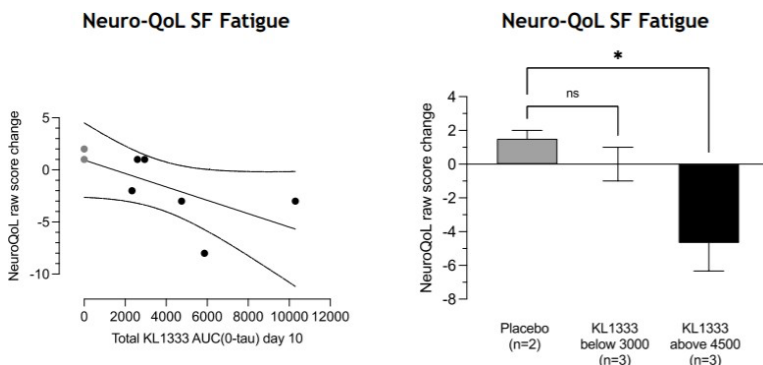 Neuro-QoL SF Fatigue
NeuroQoL raw score change
5
0
-5
-10
0 2000 4000 6000 8000 10000 12000
Total KL1333 AUC(0-tau) day 10
Neuro-QoL SF Fatigue
NeuroQoL raw score change
*
ns
4
2
0
-2
-4
-6
-8
Placebo
(n=2)
KL1333
below 3000
(n=3)
KL1333
above 4500
(n=3)